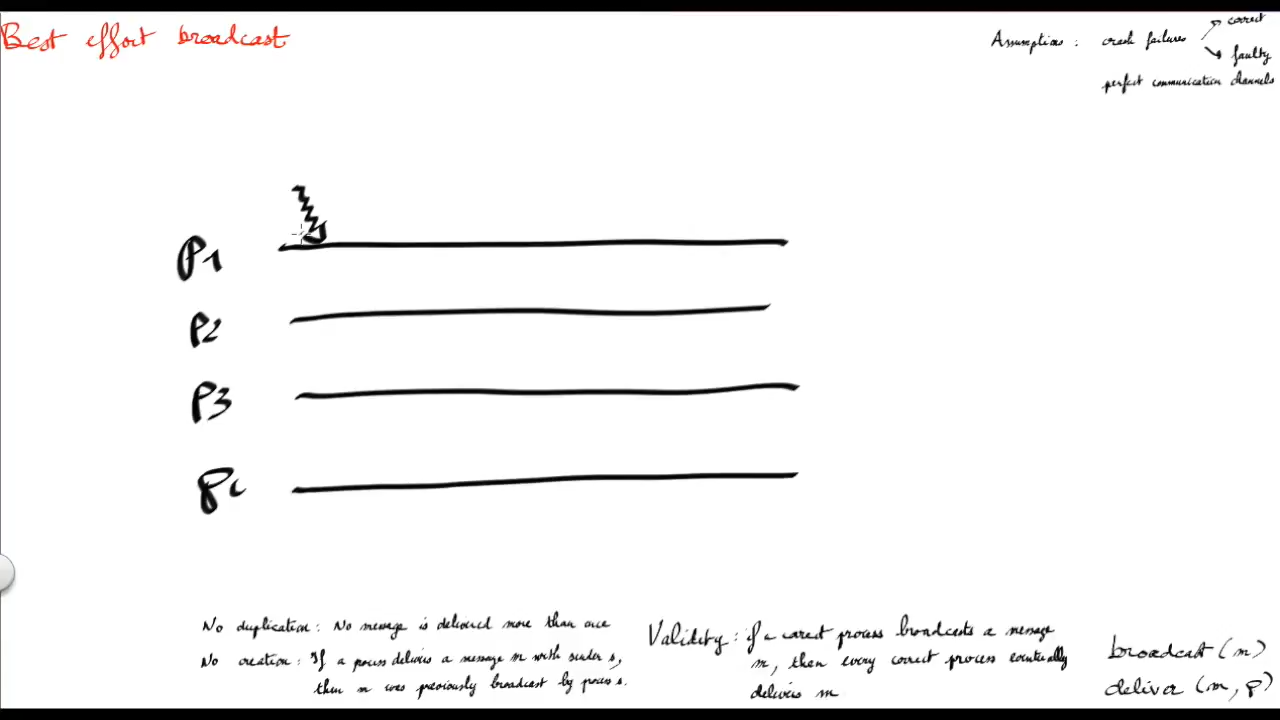 Best effort broadcast
Assumptions : crash failures
correct
faulty
perfect communication channels
P1
P2
P3
No duplication : No message is delivered more than once
No creation : If a process delivers a message m with sender s,
then m was previously broadcast by process s.
Validity : if a correct process broadcasts a message
m, then every correct process eventually
delivers m
broadcast (m)
deliver (m, p)